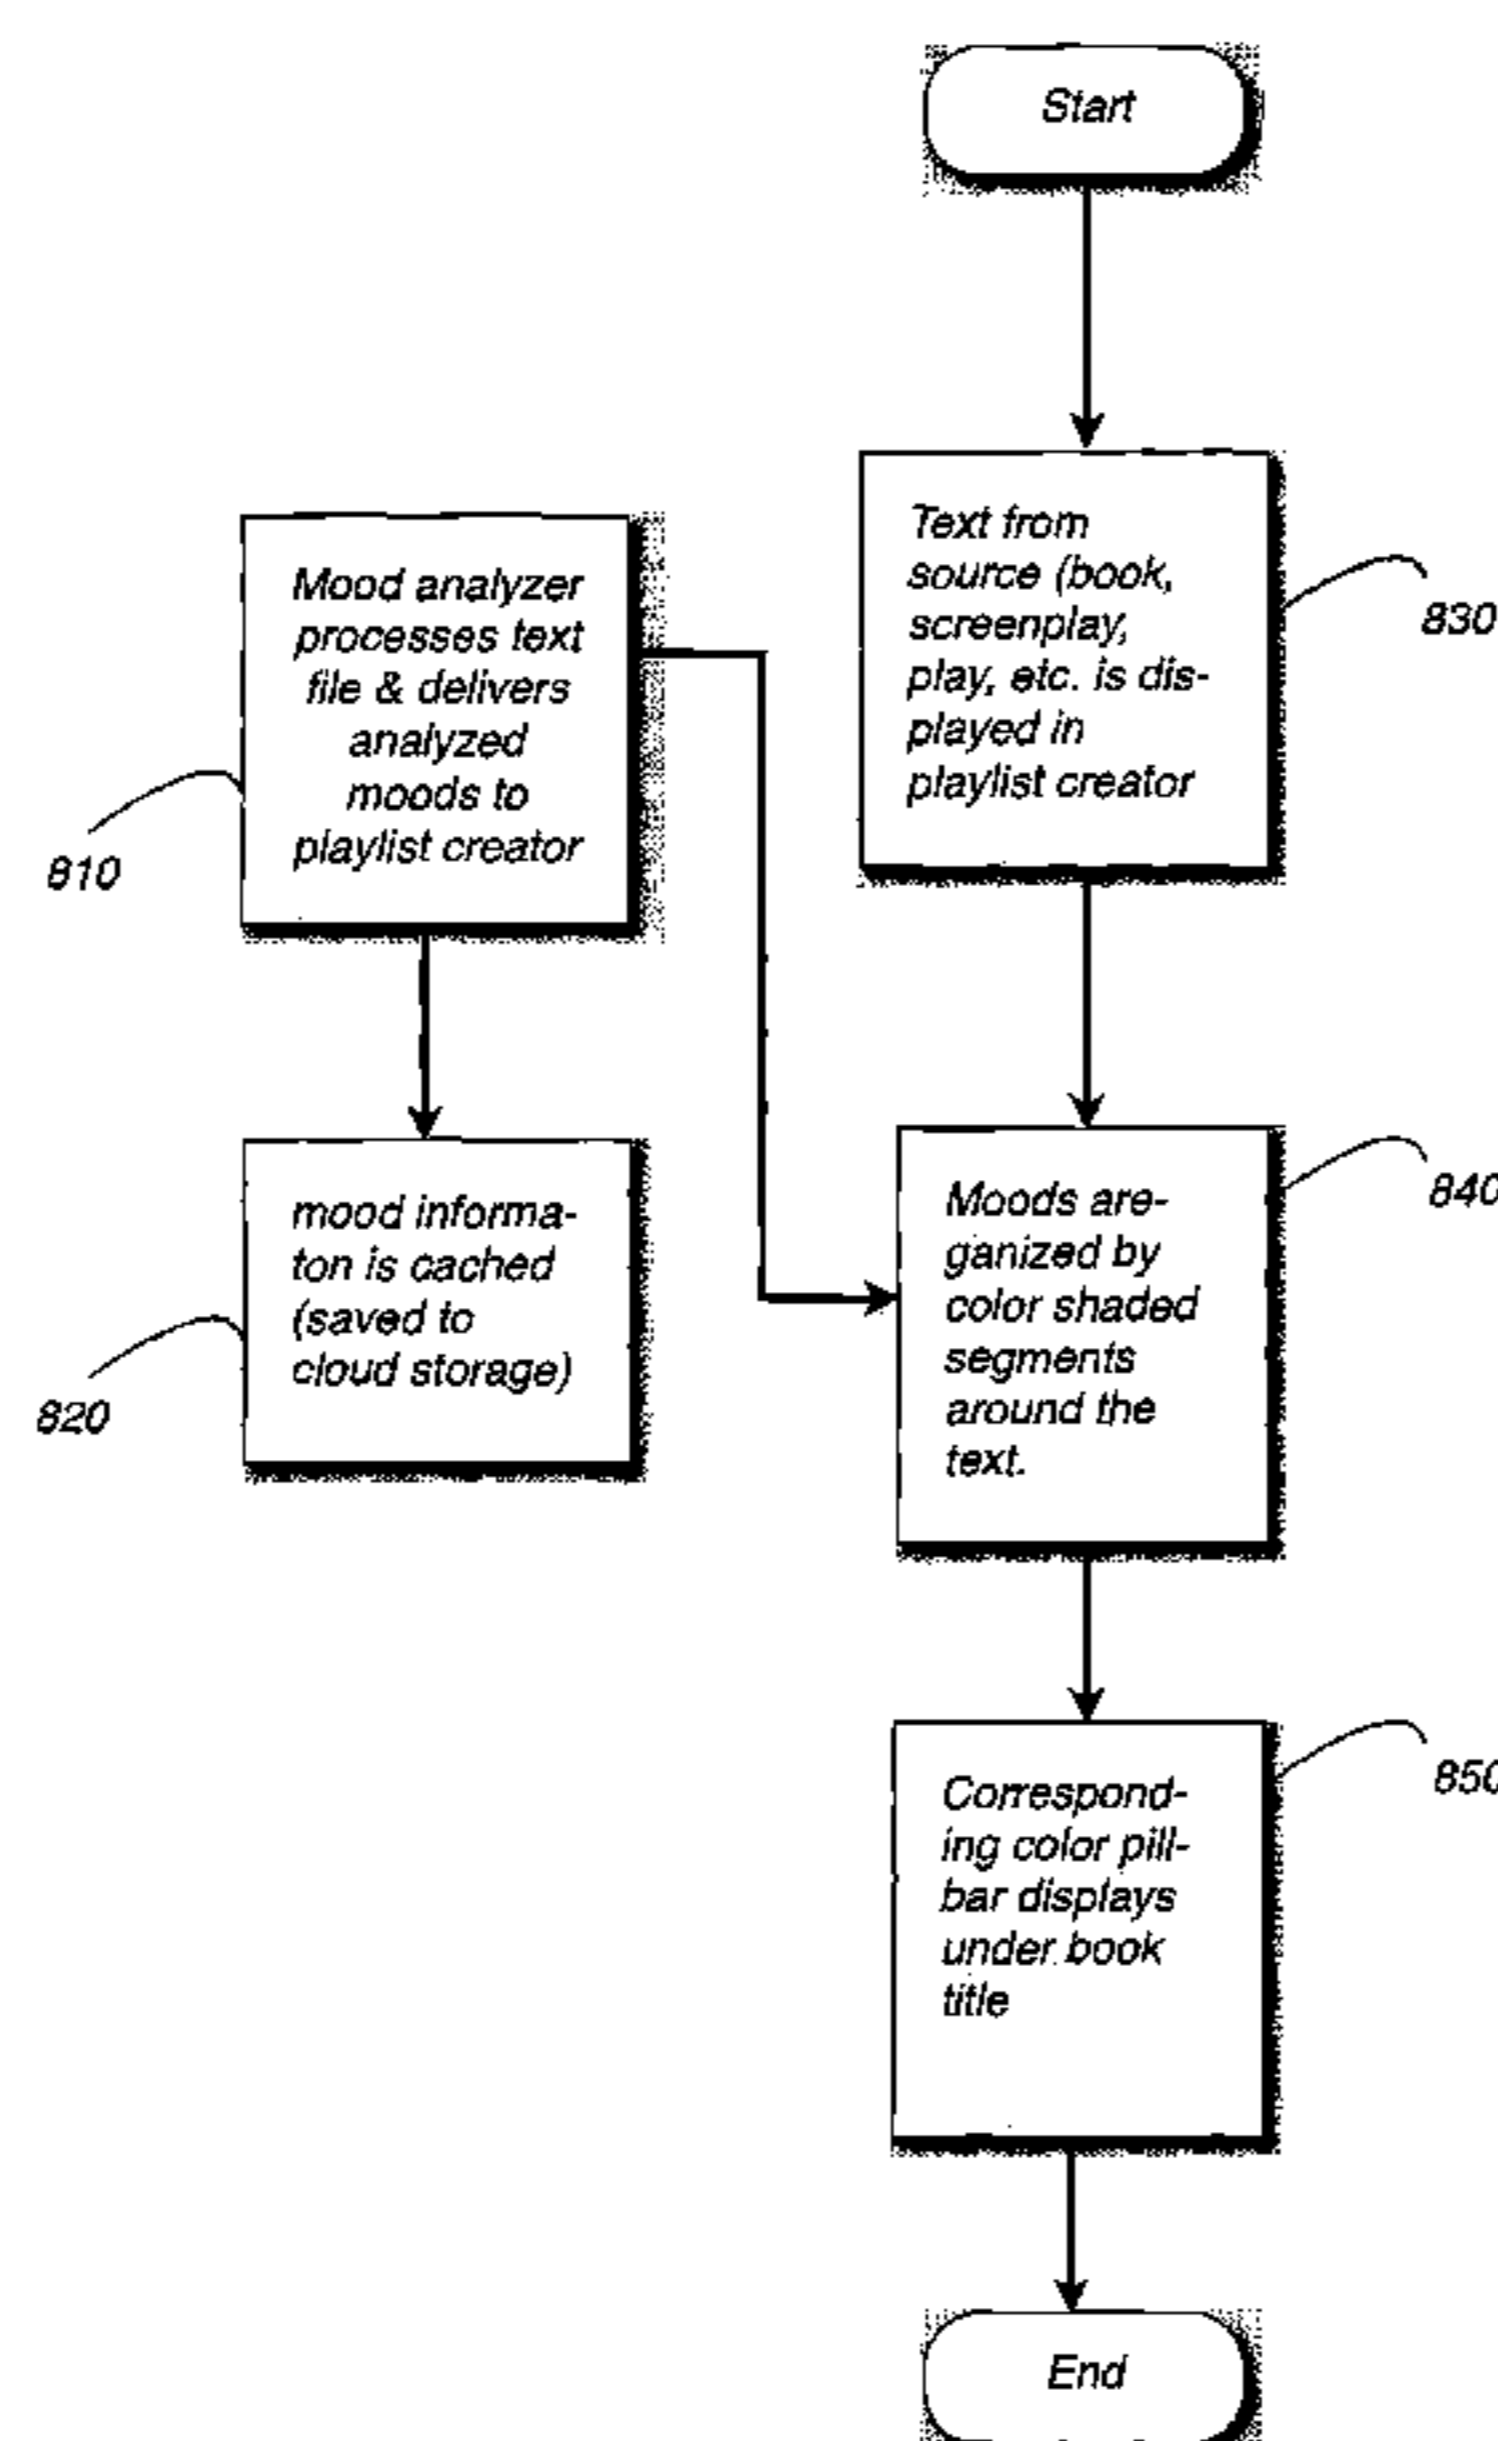 Start
Text from
source (book,
screenplay,
play, etc. is dis-
played in
playlist creator
830
Mood analyzer
processes text
file & delivers
analyzed
moods to
playlist creator
810
mood informa-
ton is cached
(saved to
cloud storage)
820
Moods are-
ganized by
color shaded
segments
around the
text.
840
Correspond-
ing color pill-
bar displays
under book
title
850
End